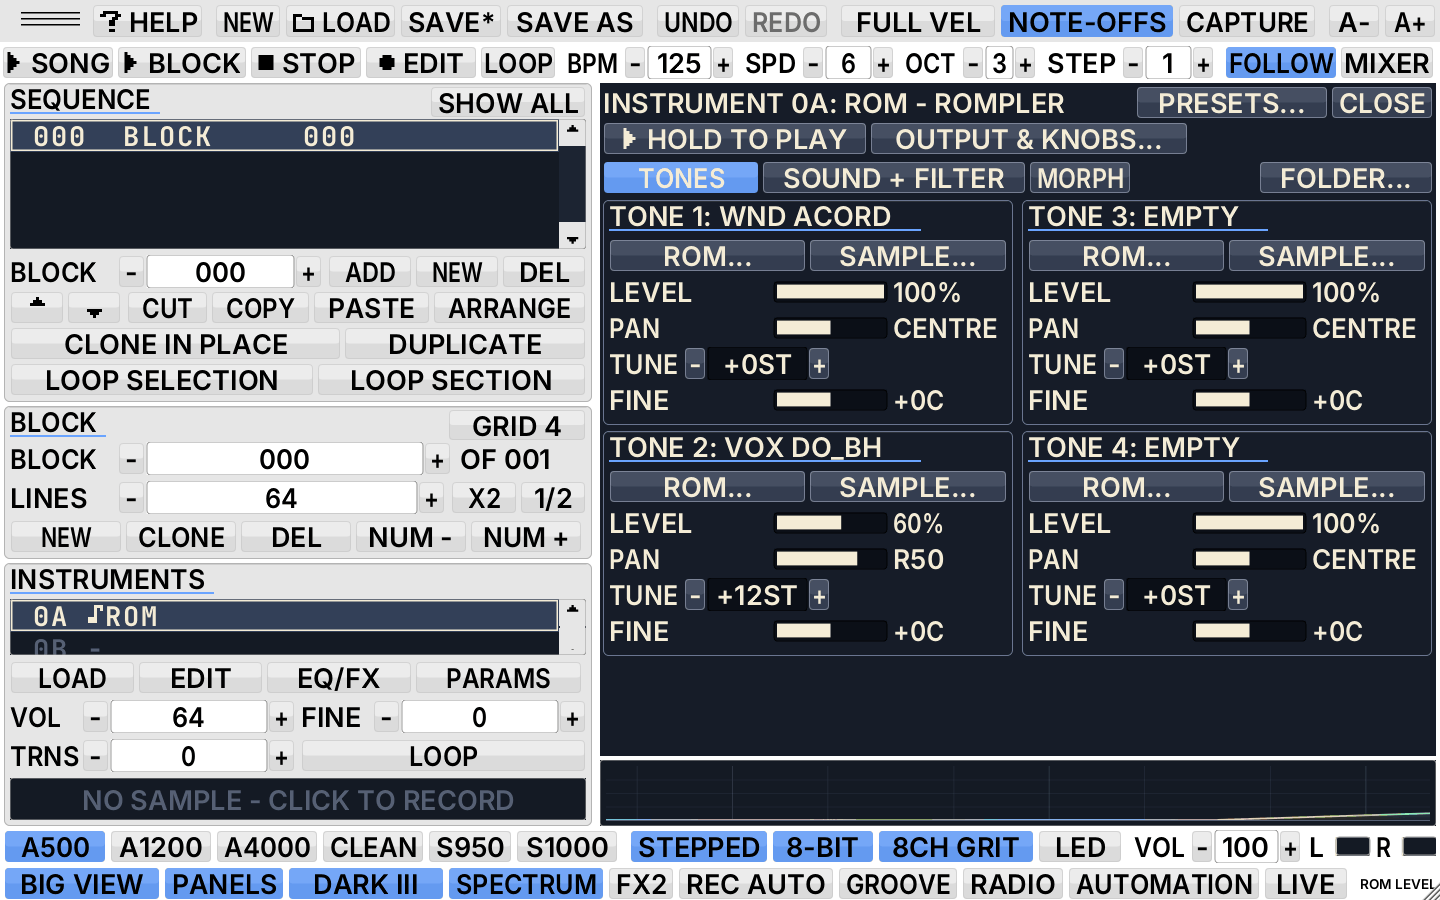 HELP NEW LOAD SAVE* SAVE AS UNDO REDO FULL VEL NOTE-OFFS CAPTURE A- A+
SONG BLOCK STOP EDIT LOOP BPM - 125 + SPD - 6 + OCT - 3 + STEP - 1 + FOLLOW MIXER
SEQUENCE SHOW ALL
000 BLOCK 000
BLOCK - 000 + ADD NEW DEL
CUT COPY PASTE ARRANGE
CLONE IN PLACE DUPLICATE
LOOP SELECTION LOOP SECTION
BLOCK GRID 4
BLOCK - 000 + OF 001
LINES - 64 + X2 1/2
NEW CLONE DEL NUM - NUM +
INSTRUMENTS
0A ROM
0B -
LOAD EDIT EQ/FX PARAMS
VOL - 64 + FINE - 0 +
TRNS - 0 + LOOP
NO SAMPLE - CLICK TO RECORD
INSTRUMENT 0A: ROM - ROMPLER PRESETS... CLOSE
HOLD TO PLAY OUTPUT & KNOBS...
TONES SOUND + FILTER MORPH FOLDER...
TONE 1: WND ACORD
ROM... SAMPLE...
LEVEL 100%
PAN CENTRE
TUNE - +0ST +
FINE +0C
TONE 3: EMPTY
ROM... SAMPLE...
LEVEL 100%
PAN CENTRE
TUNE - +0ST +
FINE +0C
TONE 2: VOX DO_BH
ROM... SAMPLE...
LEVEL 60%
PAN R50
TUNE - +12ST +
FINE +0C
TONE 4: EMPTY
ROM... SAMPLE...
LEVEL 100%
PAN CENTRE
TUNE - +0ST +
FINE +0C
A500 A1200 A4000 CLEAN S950 S1000 STEPPED 8-BIT 8CH GRIT LED VOL - 100 + L R
BIG VIEW PANELS DARK III SPECTRUM FX2 REC AUTO GROOVE RADIO AUTOMATION LIVE ROM LEVEL